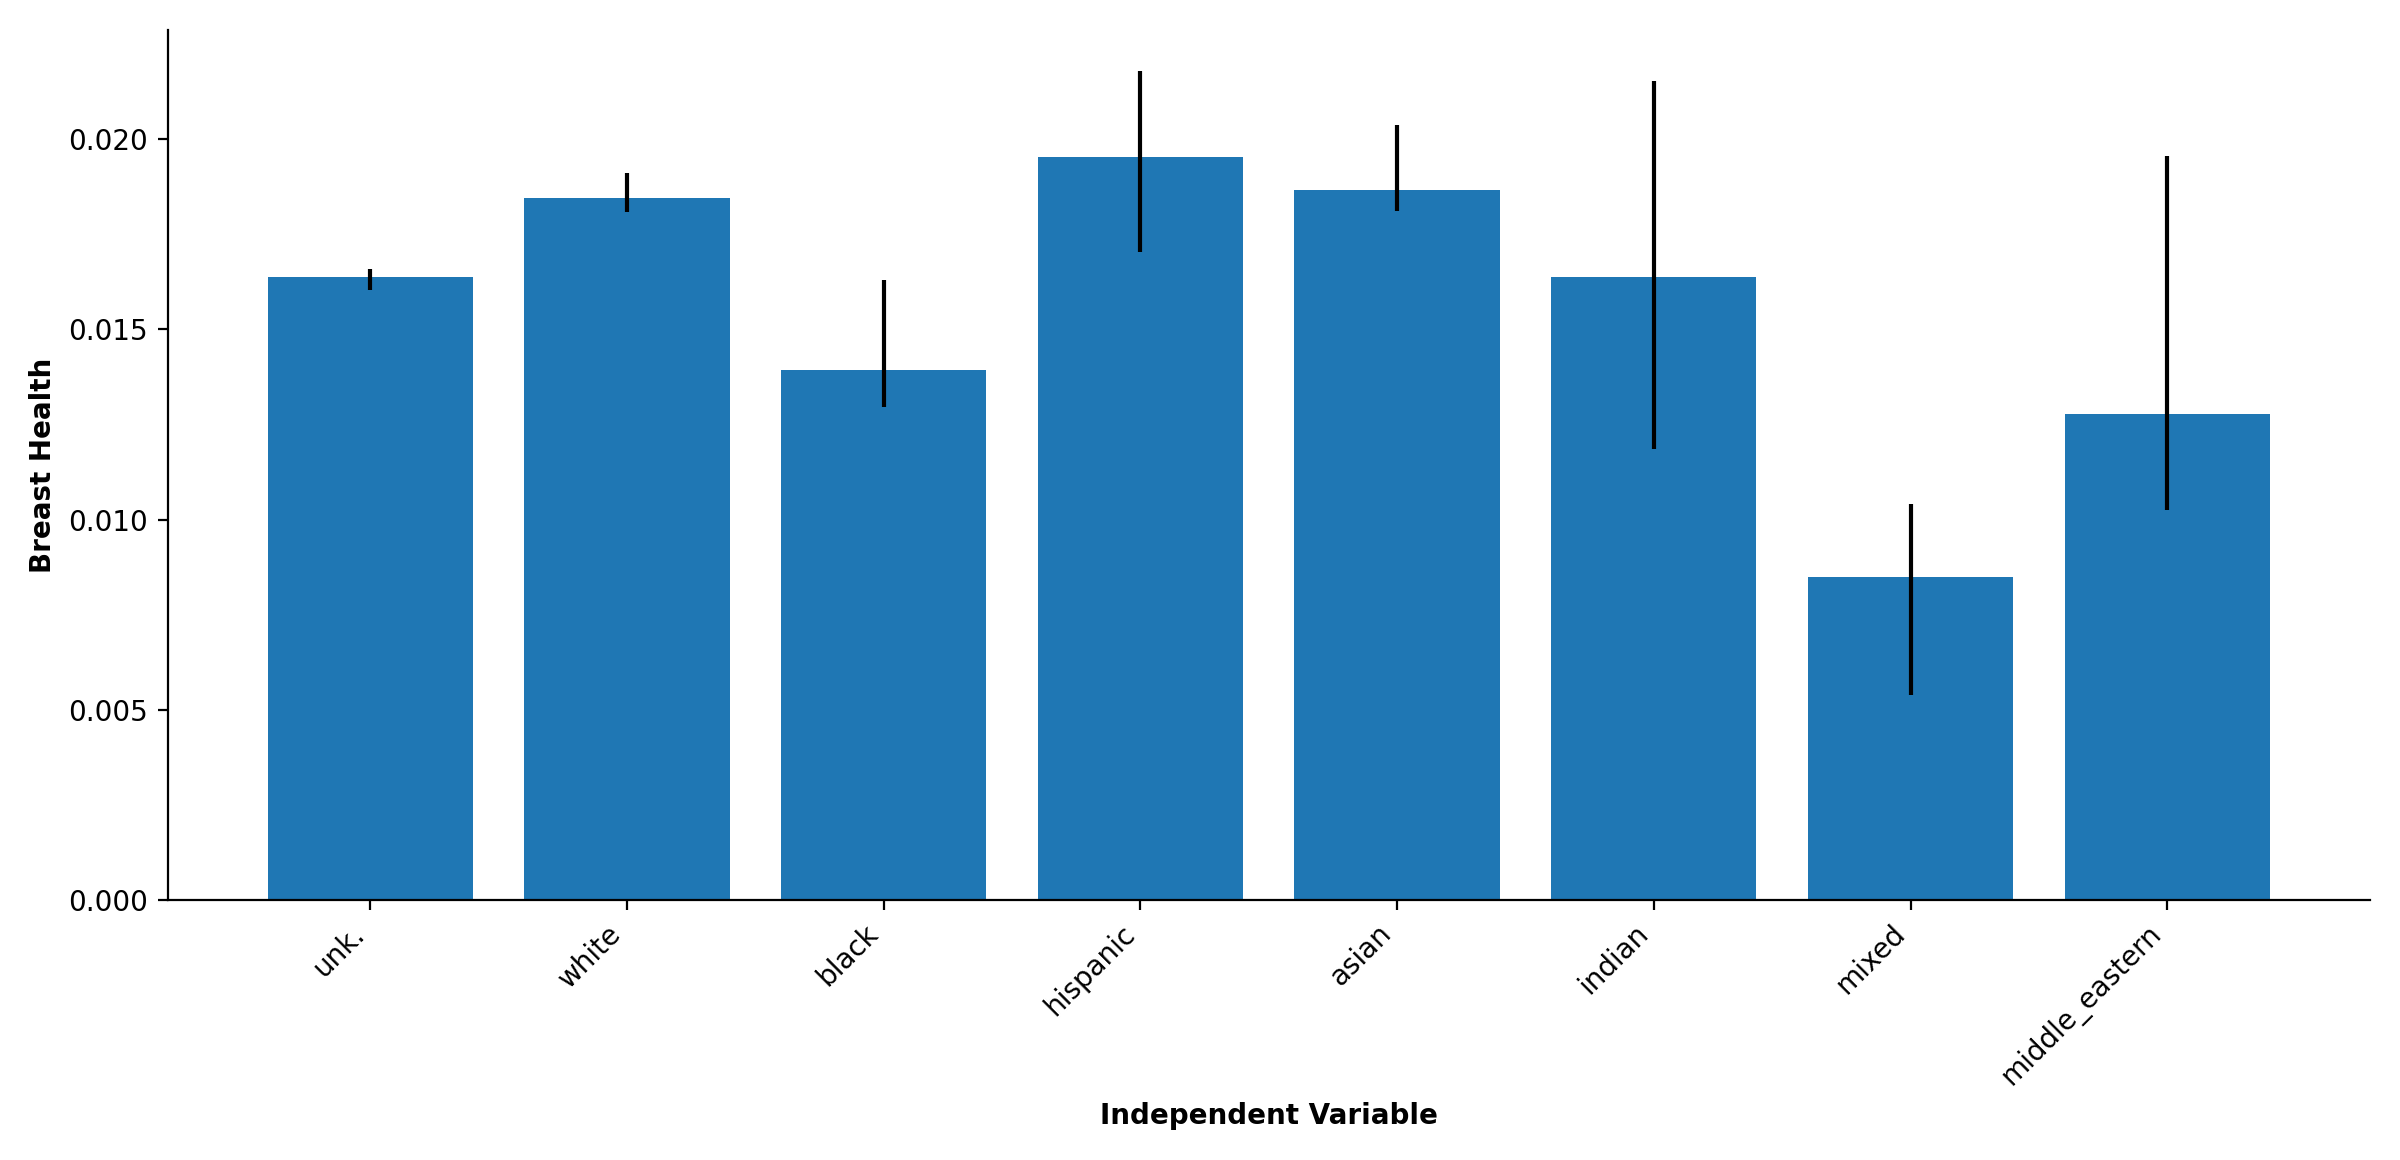 Breast Health
0.020
0.015
0.010
0.005
0.000
unk.
white
black
hispanic
asian
indian
mixed
middle_eastern
Independent Variable